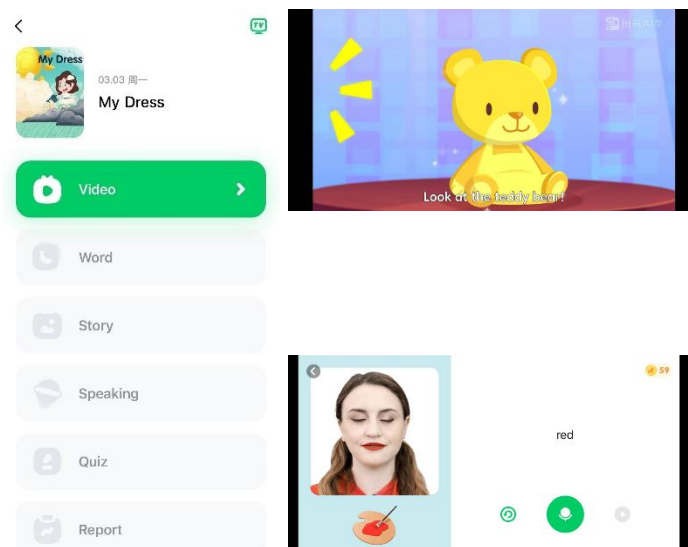 TV
My Dress
03.03 周一
My Dress
Video
Word
Story
Speaking
Quiz
Report
Look at the teddy bear!
59
red